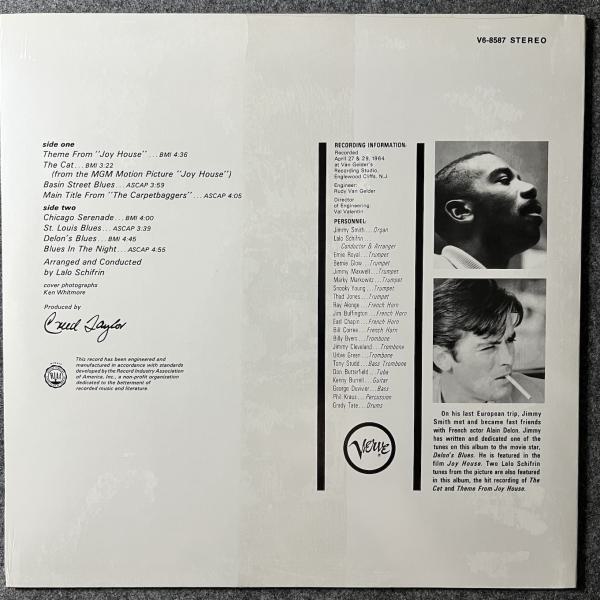 V6-8587 STEREO
side one
Theme From "Joy House" ... BMI 4:36
The Cat ... BMI 3:22
(from the MGM Motion Picture "Joy House")
Basin Street Blues ... ASCAP 3:59
Main Title From "The Carpetbaggers" ... ASCAP 4:05
side two
Chicago Serenade ... BMI 4:00
St. Louis Blues ... ASCAP 3:39
Delon's Blues ... BMI 4:45
Blues In The Night ... ASCAP 4:55
Arranged and Conducted
by Lalo Schifrin
cover photographs
Ken Whitmore
Produced by
Creed Taylor
This record has been engineered and
manufactured in accordance with standards
developed by the Record Industry Association
of America, Inc., a non-profit organization
dedicated to the betterment of
recorded music and literature.
RIAA
RECORDING INFORMATION:
Recorded
April 27 & 29, 1964
at Van Gelder's
Recording Studio,
Englewood Cliffs, N.J.
Engineer:
Rudy Van Gelder
Director
of Engineering:
Val Valentin
PERSONNEL:
Jimmy Smith ... Organ
Lalo Schifrin ...
Conductor & Arranger
Ernie Royal ... Trumpet
Bernie Glow ... Trumpet
Jimmy Maxwell ... Trumpet
Marky Markowitz ... Trumpet
Snooky Young ... Trumpet
Thad Jones ... Trumpet
Ray Alonge ... French Horn
Jim Buffington ... French Horn
Earl Chapin ... French Horn
Bill Correa ... French Horn
Billy Byers ... Trombone
Jimmy Cleveland ... Trombone
Urbie Green ... Trombone
Tony Studd ... Bass Trombone
Don Butterfield ... Tuba
Kenny Burrell ... Guitar
George Duvivier ... Bass
Phil Kraus ... Percussion
Grady Tate ... Drums
Verve
On his last European trip, Jimmy
Smith met and became fast friends
with French actor Alain Delon. Jimmy
has written and dedicated one of the
tunes on this album to the movie star,
Delon's Blues. He is featured in the
film Joy House. Two Lalo Schifrin
tunes from the picture are also featured
in this album, the hit recording of The
Cat and Theme From Joy House.